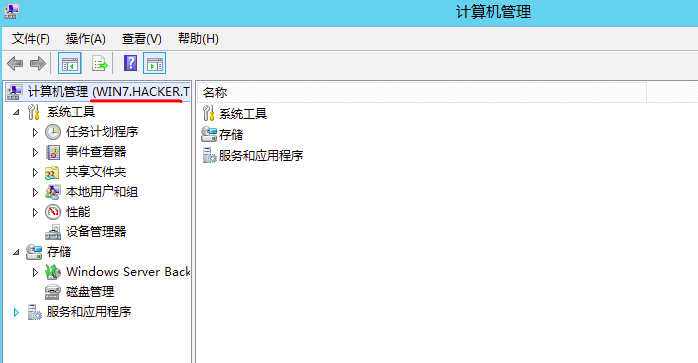 计算机管理
文件(F) 操作(A) 查看(V) 帮助(H)
计算机管理 (WIN7.HACKER.T
系统工具
任务计划程序
事件查看器
共享文件夹
本地用户和组
性能
设备管理器
存储
Windows Server Back
磁盘管理
服务和应用程序
名称
系统工具
存储
服务和应用程序